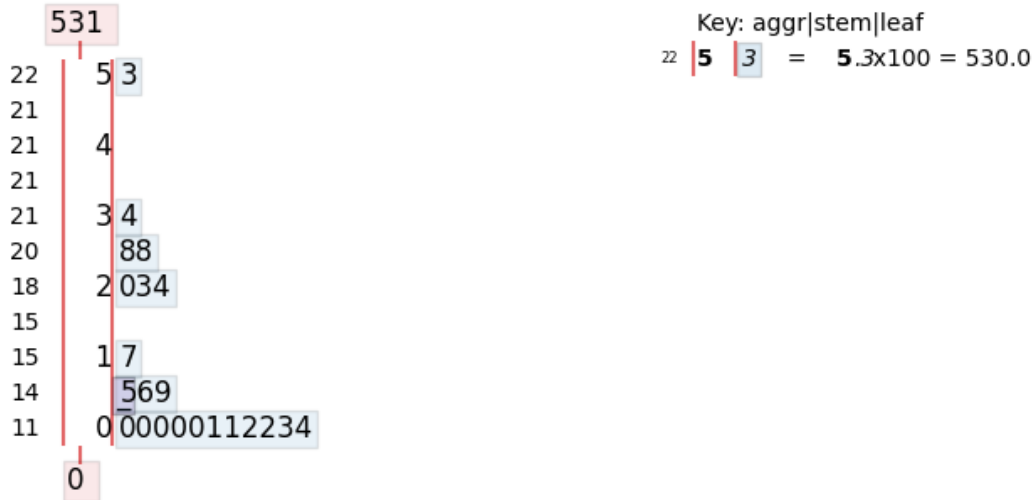 531
Key: aggr|stem|leaf
22 5 3 = 5.3x100 = 530.0
22 5 3
21
21 4
21
21 3 4
20 88
18 2 034
15
15 1 7
14 569
11 0 00000112234
0